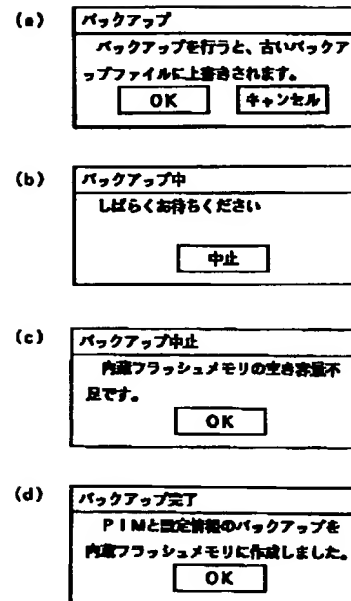 (a)
バックアップ
バックアップを行うと、古いバックア
ップファイルに上書きされます。
OK キャンセル
(b)
バックアップ中
しばらくお待ちください
中止
(c)
バックアップ中止
内蔵フラッシュメモリの空き容量不
足です。
OK
(d)
バックアップ完了
PIMと設定情報のバックアップを
内蔵フラッシュメモリに作成しました。
OK